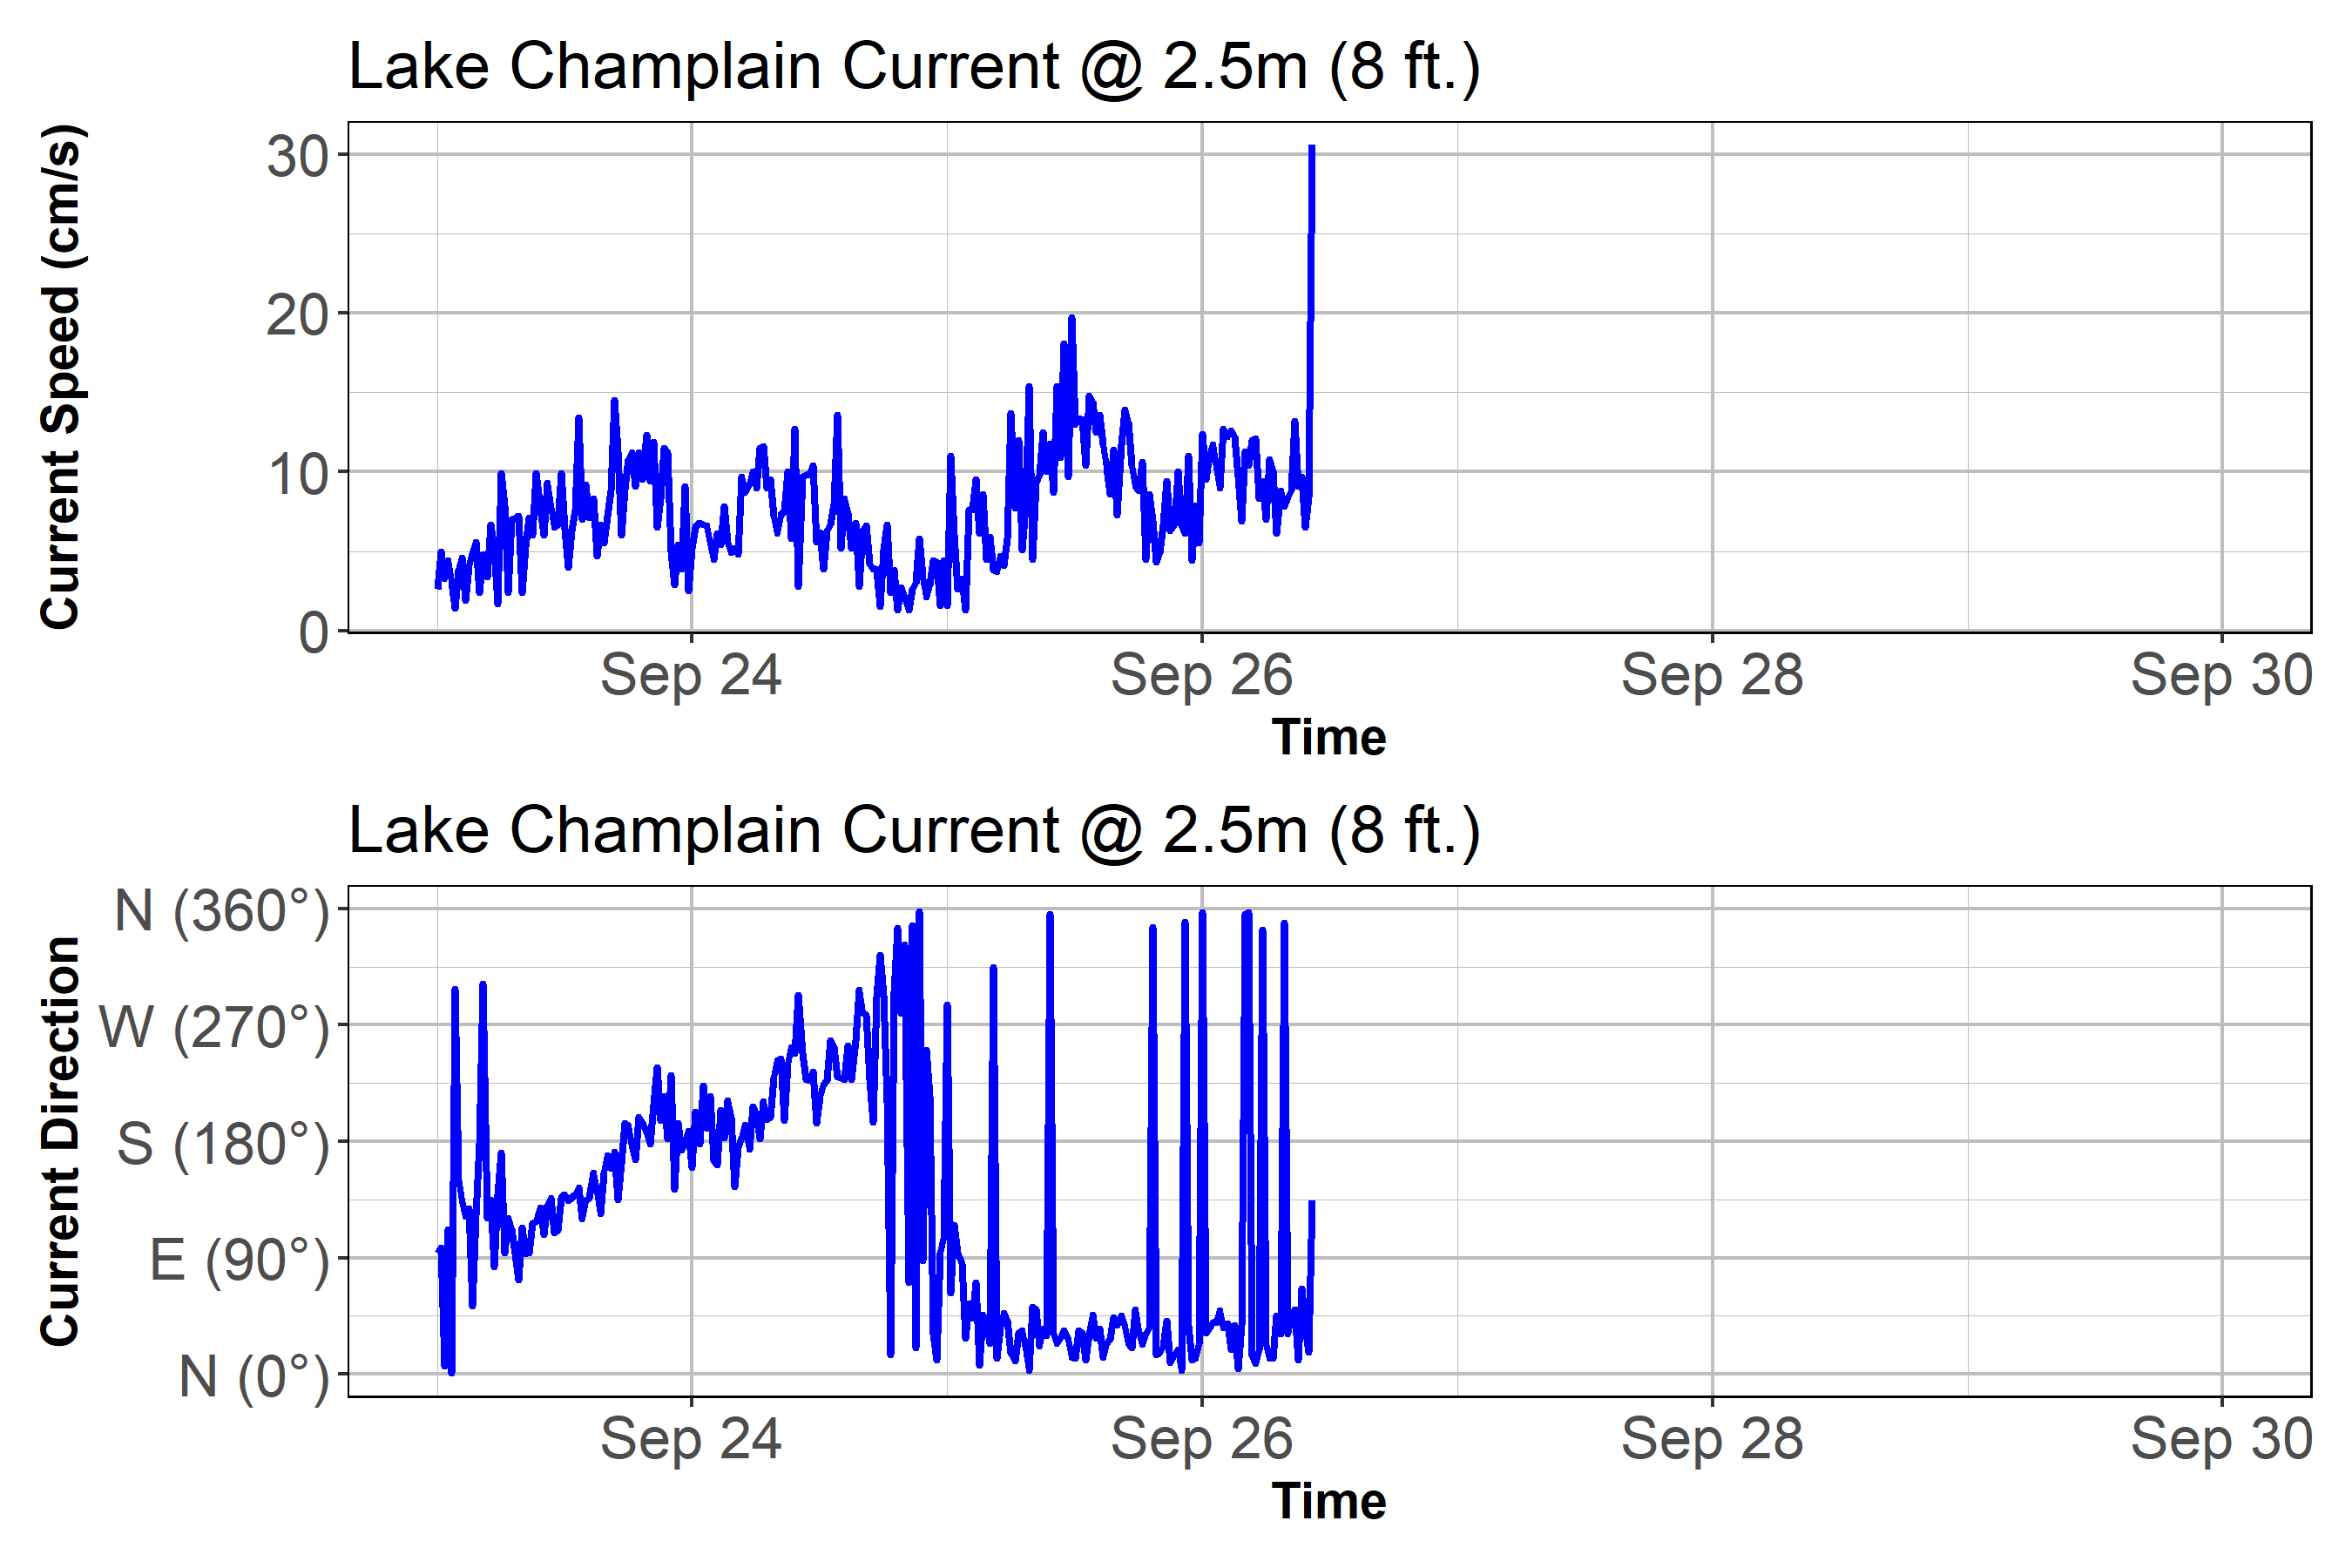 Lake Champlain Current @ 2.5m (8 ft.)
Current Speed (cm/s)
30
20
10
0
Sep 24 Sep 26 Sep 28 Sep 30
Time
Lake Champlain Current @ 2.5m (8 ft.)
Current Direction
N (360°)
W (270°)
S (180°)
E (90°)
N (0°)
Sep 24 Sep 26 Sep 28 Sep 30
Time